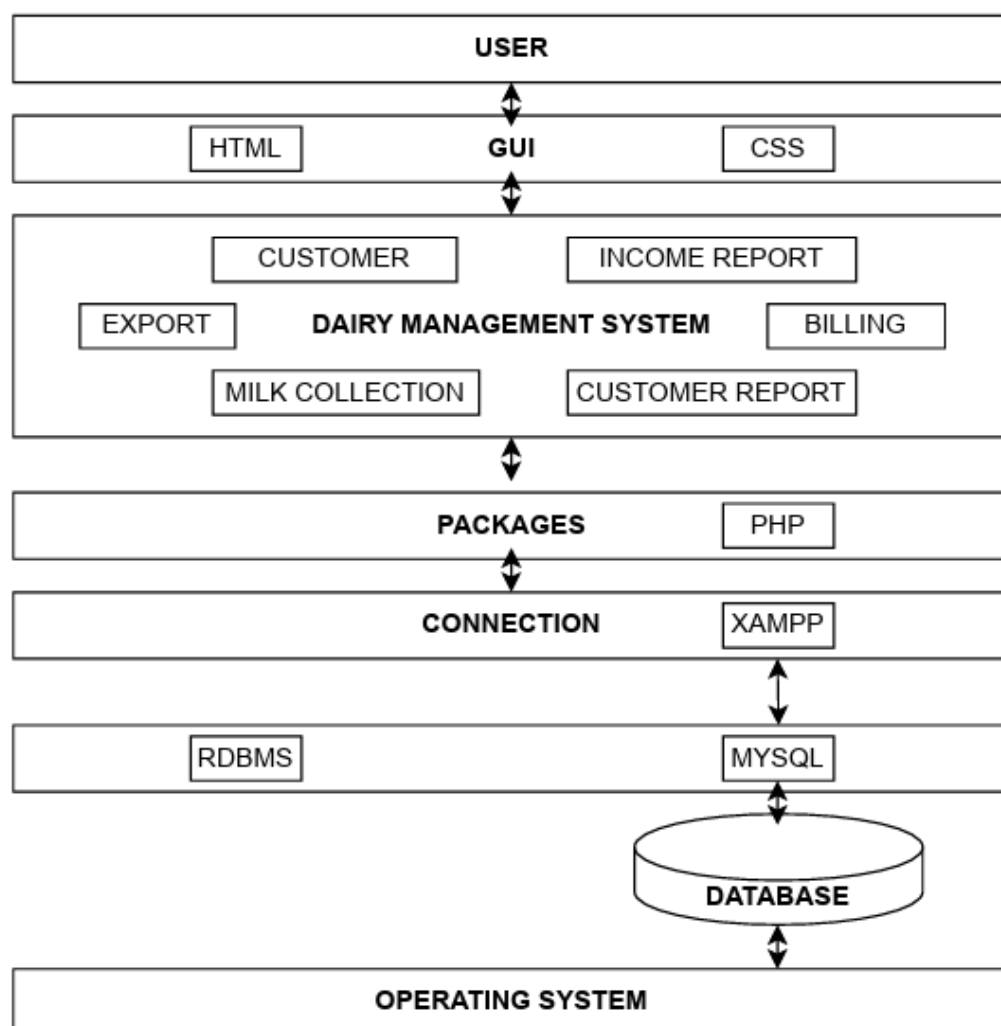 USER
HTML GUI CSS
CUSTOMER INCOME REPORT
EXPORT DAIRY MANAGEMENT SYSTEM BILLING
MILK COLLECTION CUSTOMER REPORT
PACKAGES PHP
CONNECTION XAMPP
RDBMS MYSQL
DATABASE
OPERATING SYSTEM